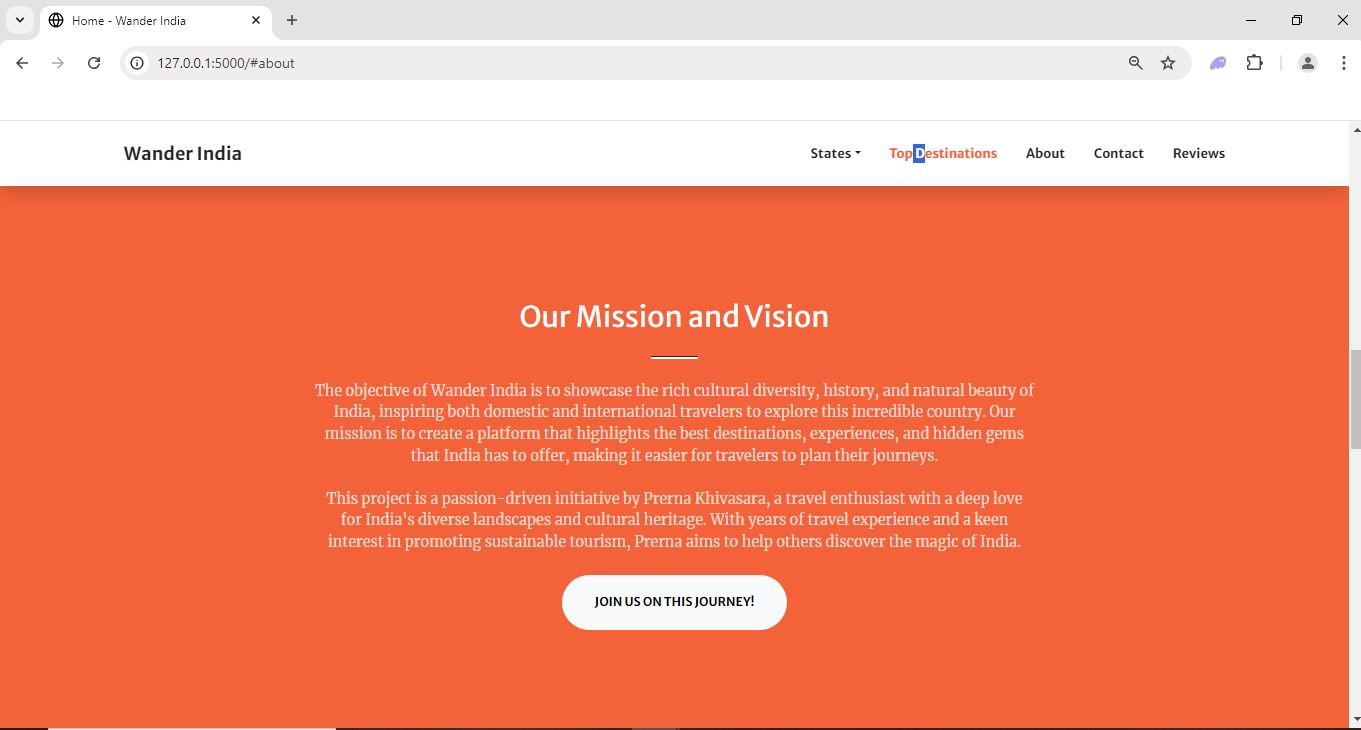 Home - Wander India
127.0.0.1:5000/#about
Wander India
States
Top Destinations
About
Contact
Reviews
Our Mission and Vision
The objective of Wander India is to showcase the rich cultural diversity, history, and natural beauty of
India, inspiring both domestic and international travelers to explore this incredible country. Our
mission is to create a platform that highlights the best destinations, experiences, and hidden gems
that India has to offer, making it easier for travelers to plan their journeys.
This project is a passion-driven initiative by Prerna Khivasara, a travel enthusiast with a deep love
for India's diverse landscapes and cultural heritage. With years of travel experience and a keen
interest in promoting sustainable tourism, Prerna aims to help others discover the magic of India.
JOIN US ON THIS JOURNEY!